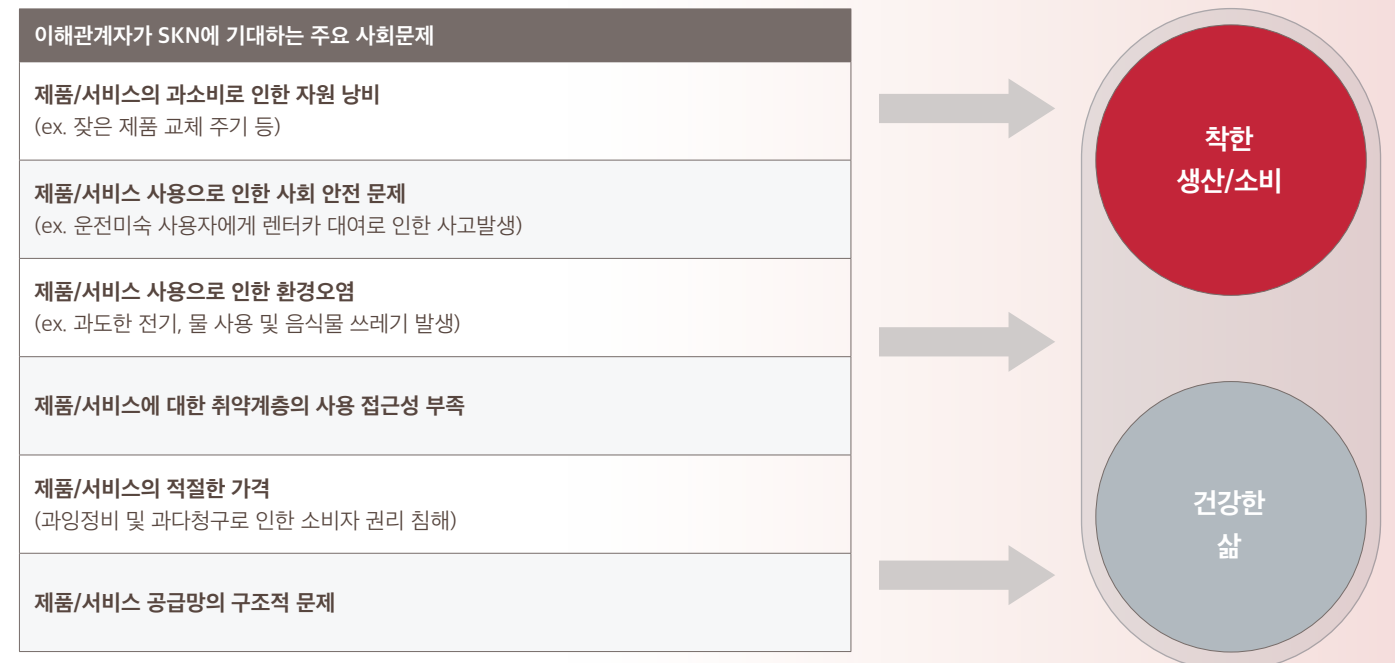 이해관계자가 SKN에 기대하는 주요 사회문제
제품/서비스의 과소비로 인한 자원 낭비
(ex. 잦은 제품 교체 주기 등)
제품/서비스 사용으로 인한 사회 안전 문제
(ex. 운전미숙 사용자에게 렌터카 대여로 인한 사고발생)
제품/서비스 사용으로 인한 환경오염
(ex. 과도한 전기, 물 사용 및 음식물 쓰레기 발생)
제품/서비스에 대한 취약계층의 사용 접근성 부족
제품/서비스의 적절한 가격
(과잉정비 및 과다청구로 인한 소비자 권리 침해)
제품/서비스 공급망의 구조적 문제
착한
생산/소비
건강한
삶